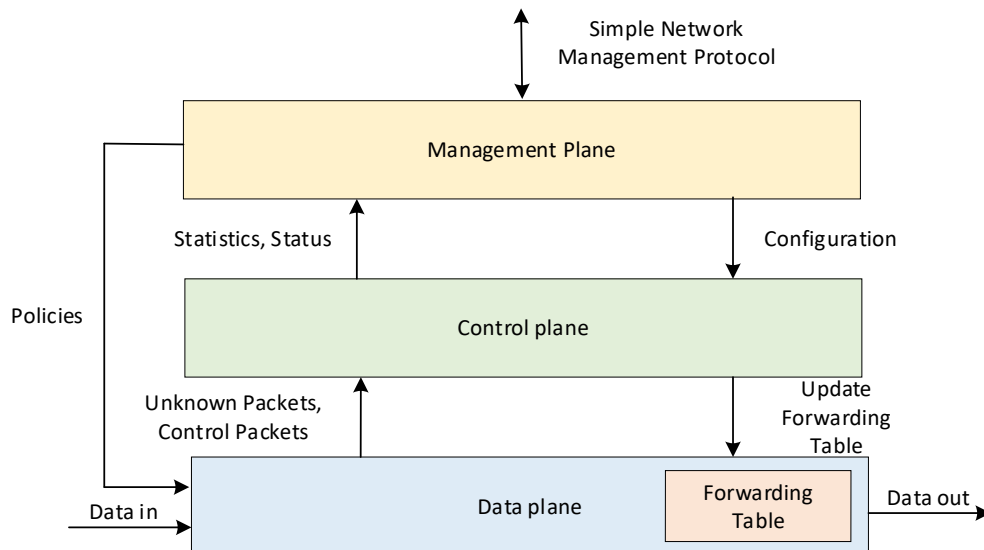 Simple Network
Management Protocol
Management Plane
Statistics, Status
Configuration
Policies
Control plane
Unknown Packets,
Control Packets
Update
Forwarding
Table
Data in
Data plane
Forwarding
Table
Data out